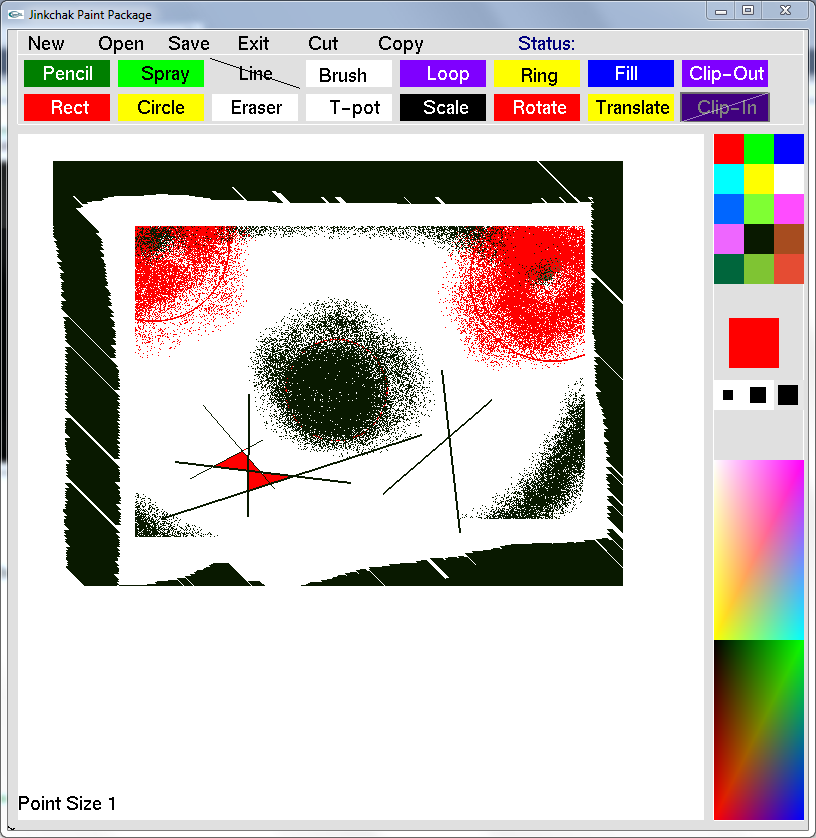 Jinkchak Paint Package
New Open Save Exit Cut Copy Status:
Pencil Spray Line Brush Loop Ring Fill Clip-Out
Rect Circle Eraser T-pot Scale Rotate Translate Clip-In
Point Size 1